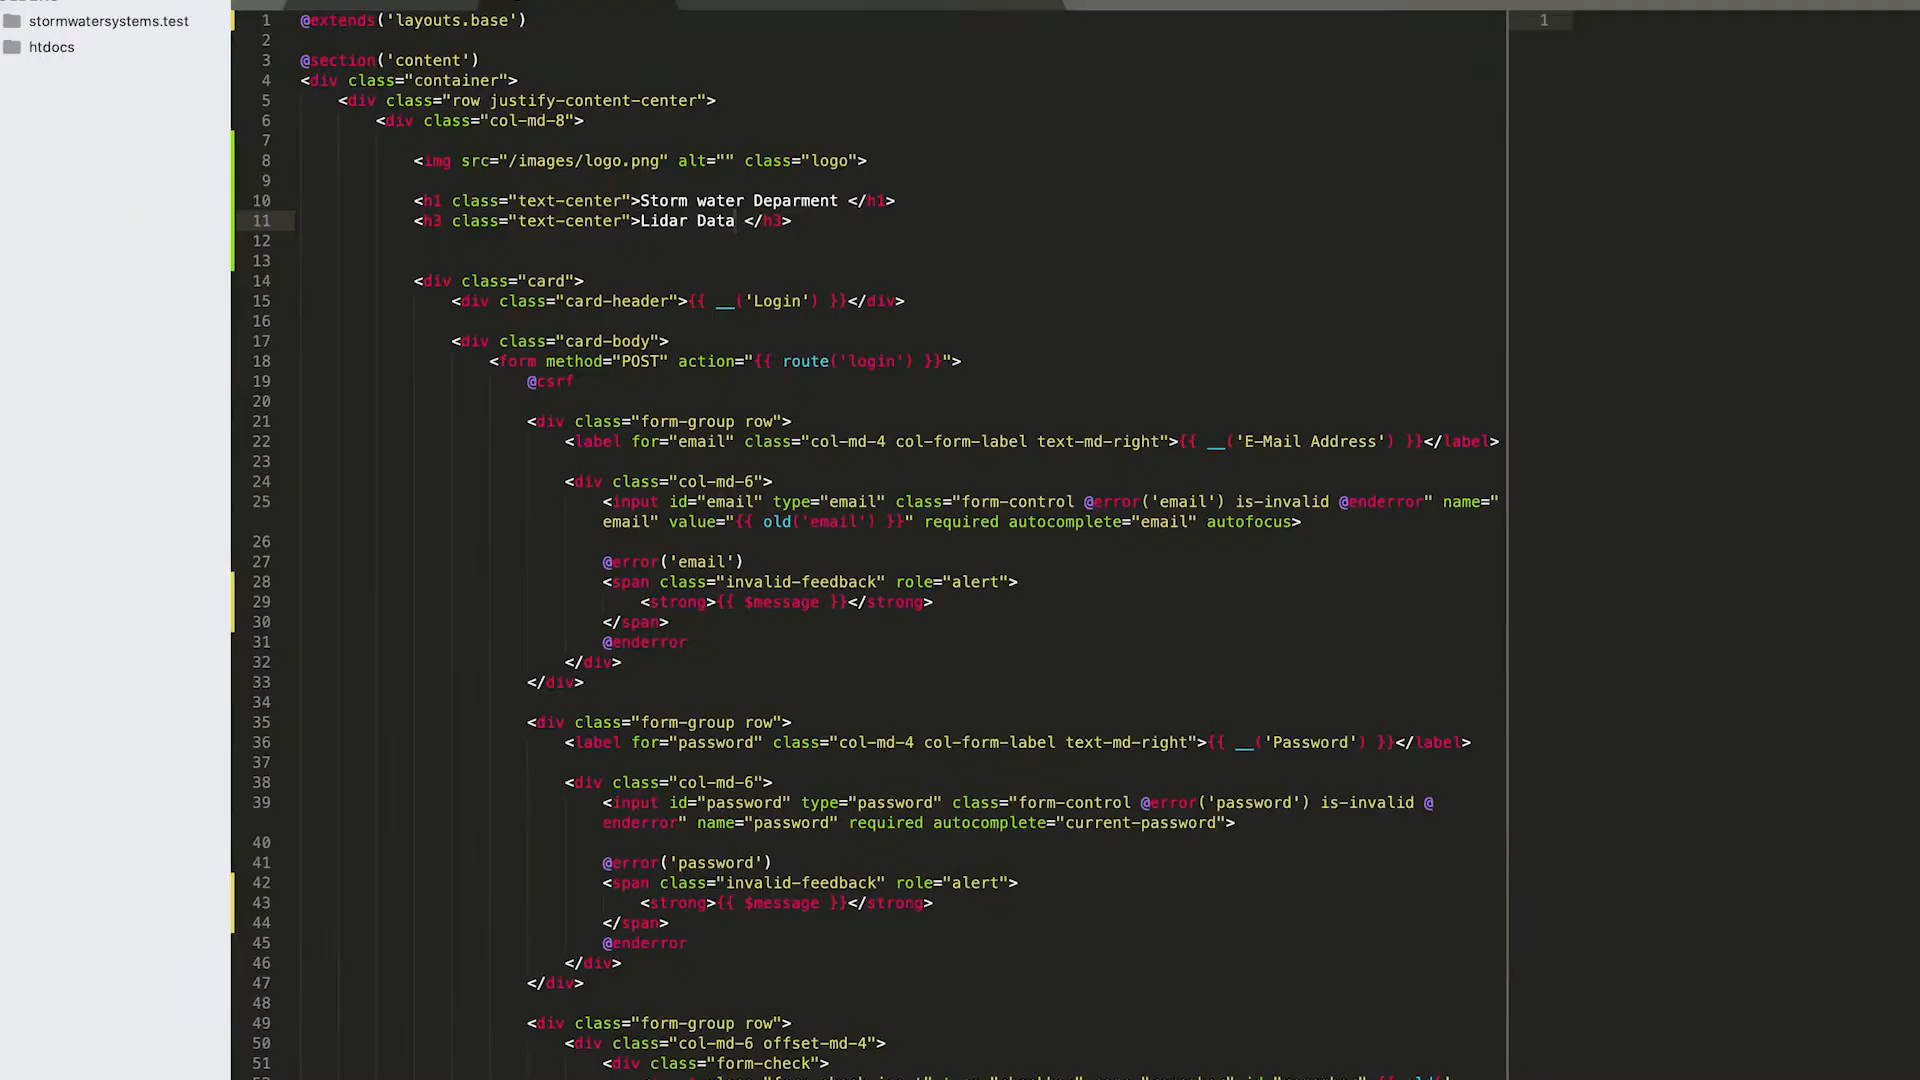 stormwatersystems.test
htdocs
1 @extends('layouts.base')
2
3 @section('content')
4 <div class="container">
5 <div class="row justify-content-center">
6 <div class="col-md-8">
7
8 <img src="/images/logo.png" alt="" class="logo">
9
10 <h1 class="text-center">Storm water Deparment </h1>
11 <h3 class="text-center">Lidar Data </h3>
12
13
14 <div class="card">
15 <div class="card-header">{{ __('Login') }}</div>
16
17 <div class="card-body">
18 <form method="POST" action="{{ route('login') }}">
19 @csrf
20
21 <div class="form-group row">
22 <label for="email" class="col-md-4 col-form-label text-md-right">{{ __('E-Mail Address') }}</label>
23
24 <div class="col-md-6">
25 <input id="email" type="email" class="form-control @error('email') is-invalid @enderror" name="
email" value="{{ old('email') }}" required autocomplete="email" autofocus>
26
27 @error('email')
28 <span class="invalid-feedback" role="alert">
29 <strong>{{ $message }}</strong>
30 </span>
31 @enderror
32 </div>
33 </div>
34
35 <div class="form-group row">
36 <label for="password" class="col-md-4 col-form-label text-md-right">{{ __('Password') }}</label>
37
38 <div class="col-md-6">
39 <input id="password" type="password" class="form-control @error('password') is-invalid @
enderror" name="password" required autocomplete="current-password">
40
41 @error('password')
42 <span class="invalid-feedback" role="alert">
43 <strong>{{ $message }}</strong>
44 </span>
45 @enderror
46 </div>
47 </div>
48
49 <div class="form-group row">
50 <div class="col-md-6 offset-md-4">
51 <div class="form-check">
1